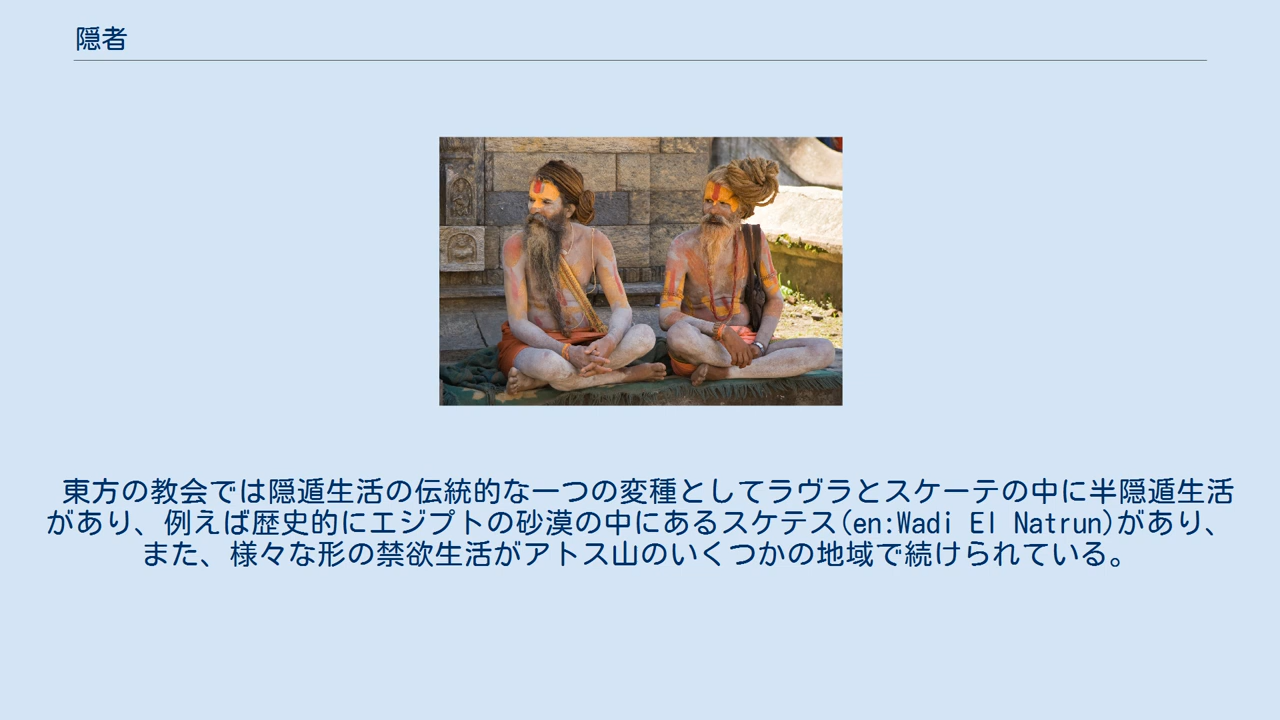 隠者
東方の教会では隠遁生活の伝統的な一つの変種としてラヴラとスケーテの中に半隠遁生活
があり、例えば歴史的にエジプトの砂漠の中にあるスケテス(en:Wadi El Natrun)があり、
また、様々な形の禁欲生活がアトス山のいくつかの地域で続けられている。